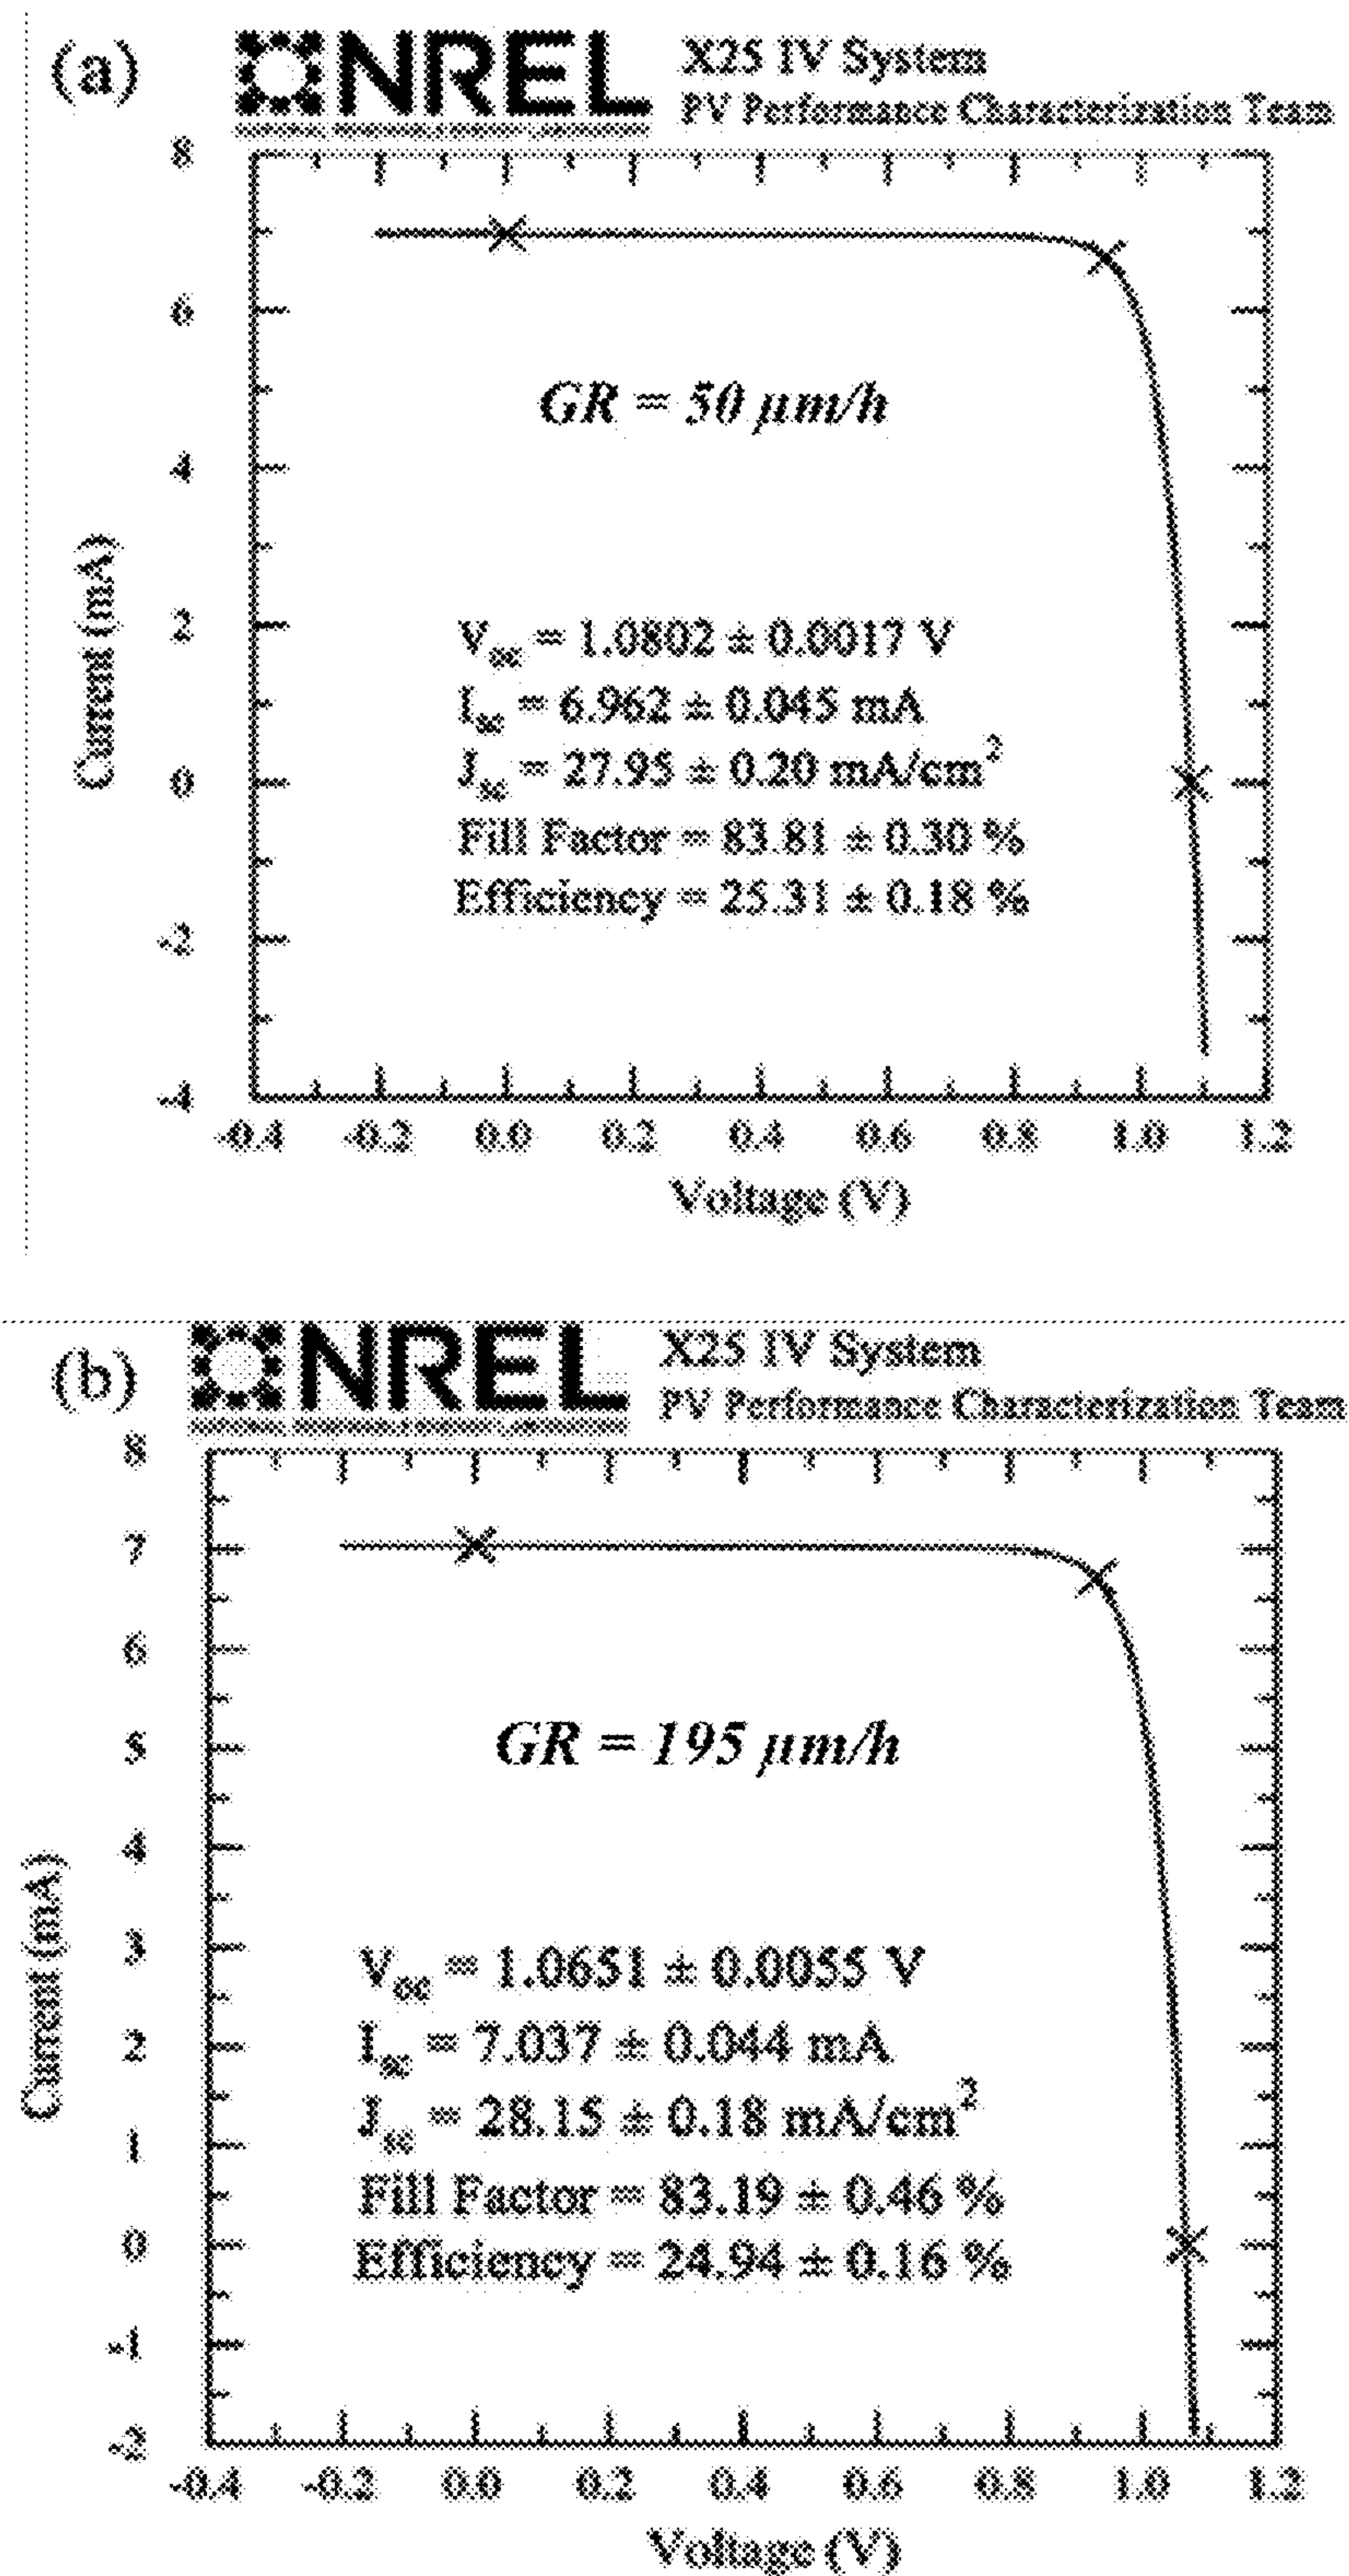 (a) NREL X25 IV System
PV Performance Characterization Team
8
6
4
2
0
-2
-4
Current (mA)
GR = 50 µm/h
Voc = 1.0802 ± 0.0017 V
Isc = 6.962 ± 0.045 mA
Jsc = 27.95 ± 0.20 mA/cm²
Fill Factor = 83.81 ± 0.30 %
Efficiency = 25.31 ± 0.18 %
-0.4 -0.2 0.0 0.2 0.4 0.6 0.8 1.0 1.2
Voltage (V)
(b) NREL X25 IV System
PV Performance Characterization Team
8
7
6
5
4
3
2
1
0
-1
-2
Current (mA)
GR = 195 µm/h
Voc = 1.0651 ± 0.0055 V
Isc = 7.037 ± 0.044 mA
Jsc = 28.15 ± 0.18 mA/cm²
Fill Factor = 83.19 ± 0.46 %
Efficiency = 24.94 ± 0.16 %
-0.4 -0.2 0.0 0.2 0.4 0.6 0.8 1.0 1.2
Voltage (V)